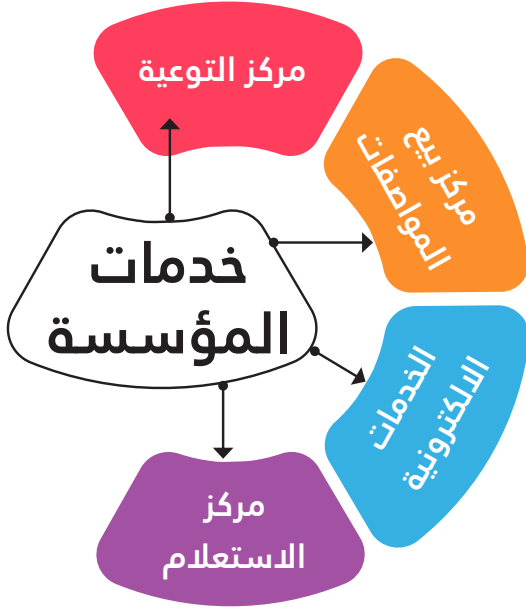 مركز التوعية
مركز بيع
المواصفات
خدمات
المؤسسة
الخدمات
الالكترونية
مركز
الاستعلام